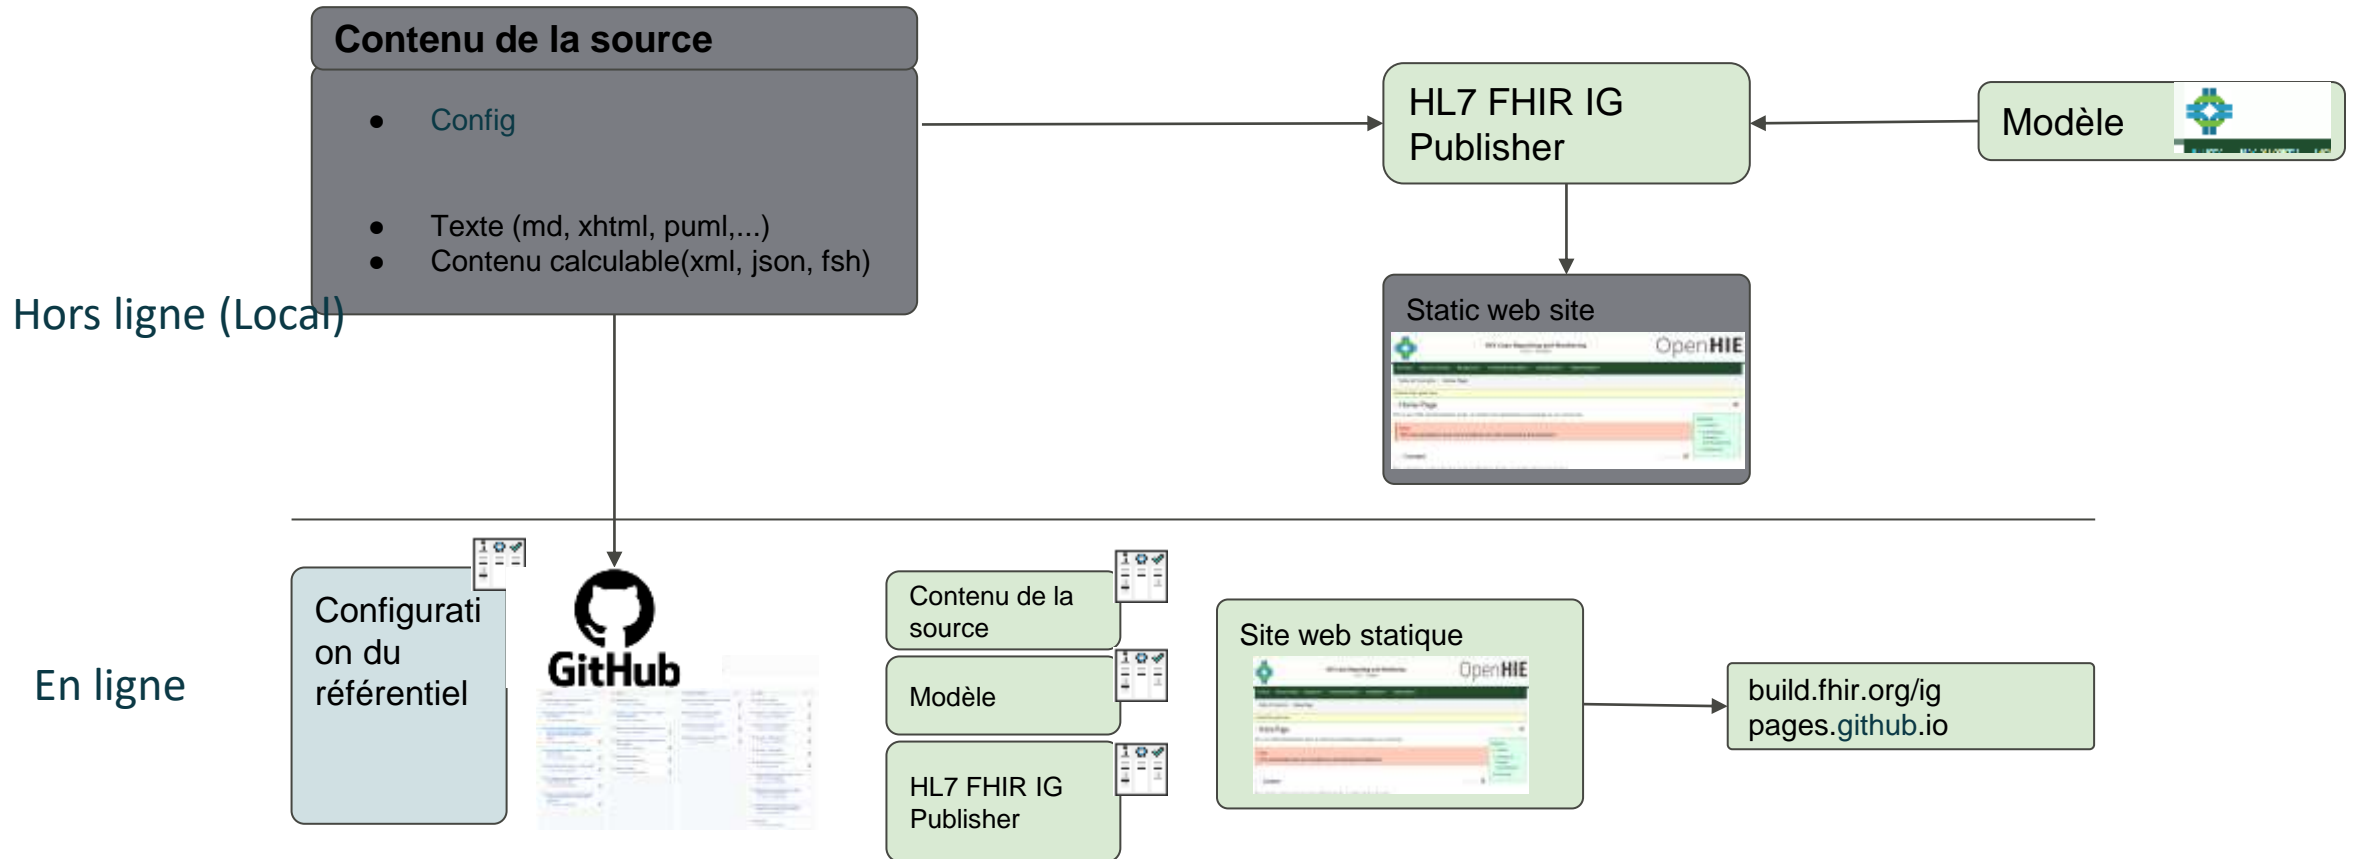 Contenu de la source
● Config
● Texte (md, xhtml, puml,...)
● Contenu calculable(xml, json, fsh)
HL7 FHIR IG
Publisher
Modèle
Hors ligne (Local)
Static web site
OpenHIE
Home Page
En ligne
Configurati
on du
référentiel
GitHub
Contenu de la
source
Modèle
HL7 FHIR IG
Publisher
Site web statique
OpenHIE
build.fhir.org/ig
pages.github.io